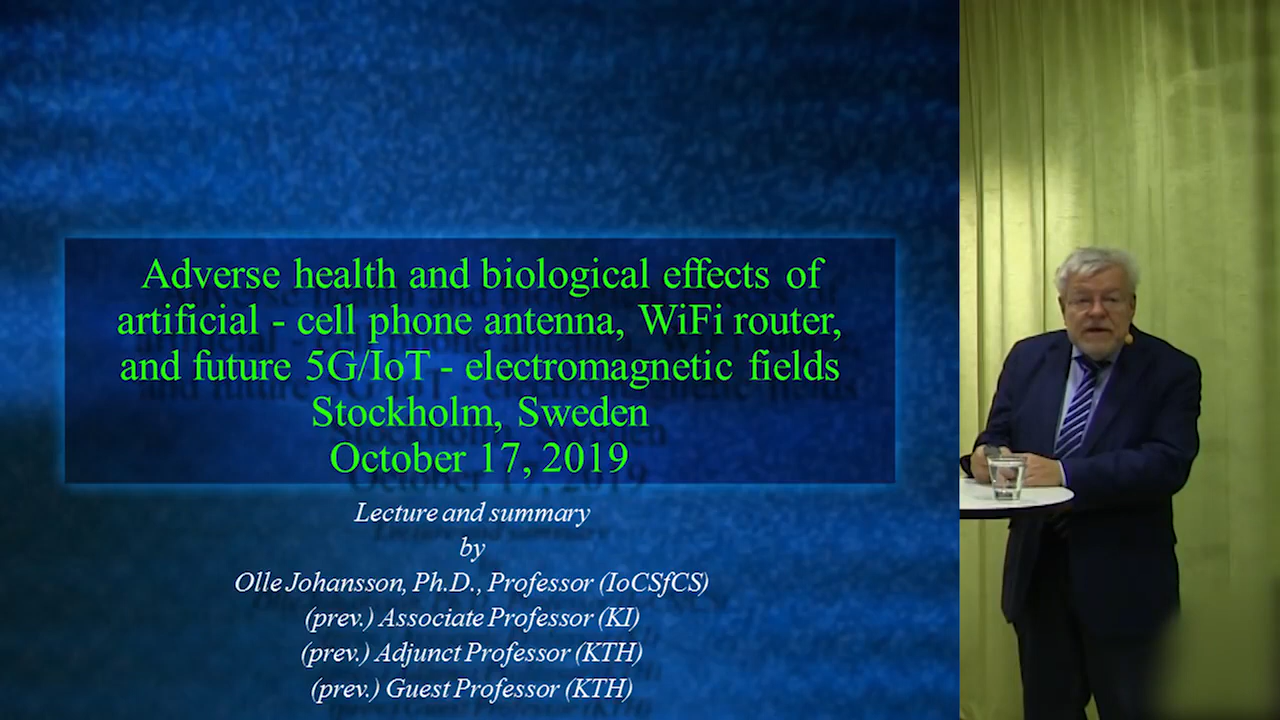 Adverse health and biological effects of
artificial - cell phone antenna, WiFi router,
and future 5G/IoT - electromagnetic fields
Stockholm, Sweden
October 17, 2019
Lecture and summary
by
Olle Johansson, Ph.D., Professor (IoCSfCS)
(prev.) Associate Professor (KI)
(prev.) Adjunct Professor (KTH)
(prev.) Guest Professor (KTH)